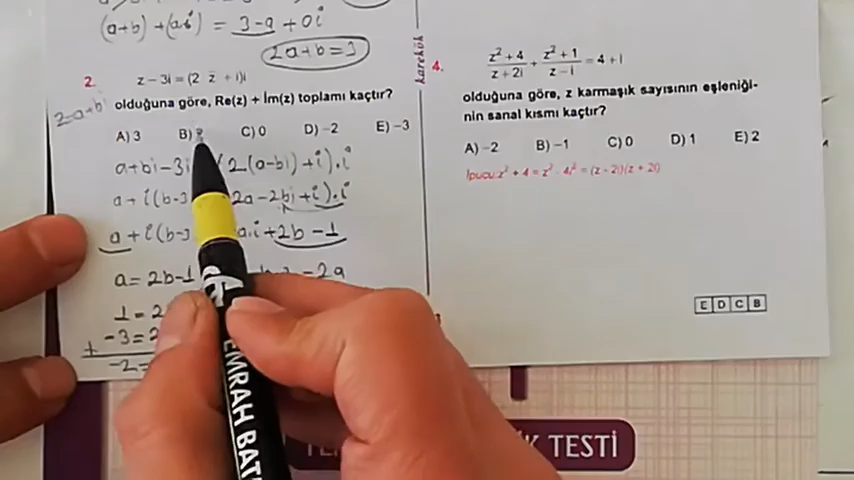 (a+b) + (a-i) = 3-a + 0i
2a+b = 3
2. z − 3i = (2 z̄ + i)i
olduğuna göre, Re(z) + İm(z) toplamı kaçtır?
2-a+b
A) 3 B) C) 0 D) −2 E) −3
a+bi-3i (2(a-bi)+i).i
a+i(b-3 2a-2bi+i).i
a+i(b-3 a.i+2b-1
a = 2b-1 -2a
1 = 2
+ -3 = 2
-2 =
karekök
4. z²+4 / z+2i + z²+1 / z−i = 4+i
olduğuna göre, z karmaşık sayısının eşleniği-
nin sanal kısmı kaçtır?
A) −2 B) −1 C) 0 D) 1 E) 2
İpucu: z² + 4 = z² - 4i² = (z - 2i)(z + 2i)
E D C B
EMRAH BATA
K TESTİ